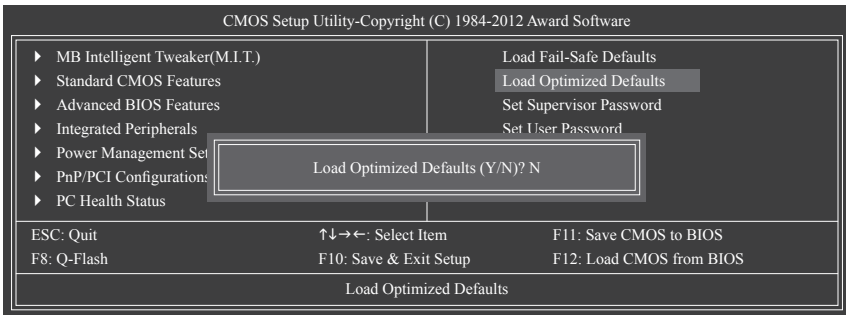 CMOS Setup Utility-Copyright (C) 1984-2012 Award Software
MB Intelligent Tweaker(M.I.T.)
Standard CMOS Features
Advanced BIOS Features
Integrated Peripherals
Power Management Set
PnP/PCI Configurations
PC Health Status
Load Fail-Safe Defaults
Load Optimized Defaults
Set Supervisor Password
Set User Password
Load Optimized Defaults (Y/N)? N
ESC: Quit ↑↓→←: Select Item F11: Save CMOS to BIOS
F8: Q-Flash F10: Save & Exit Setup F12: Load CMOS from BIOS
Load Optimized Defaults